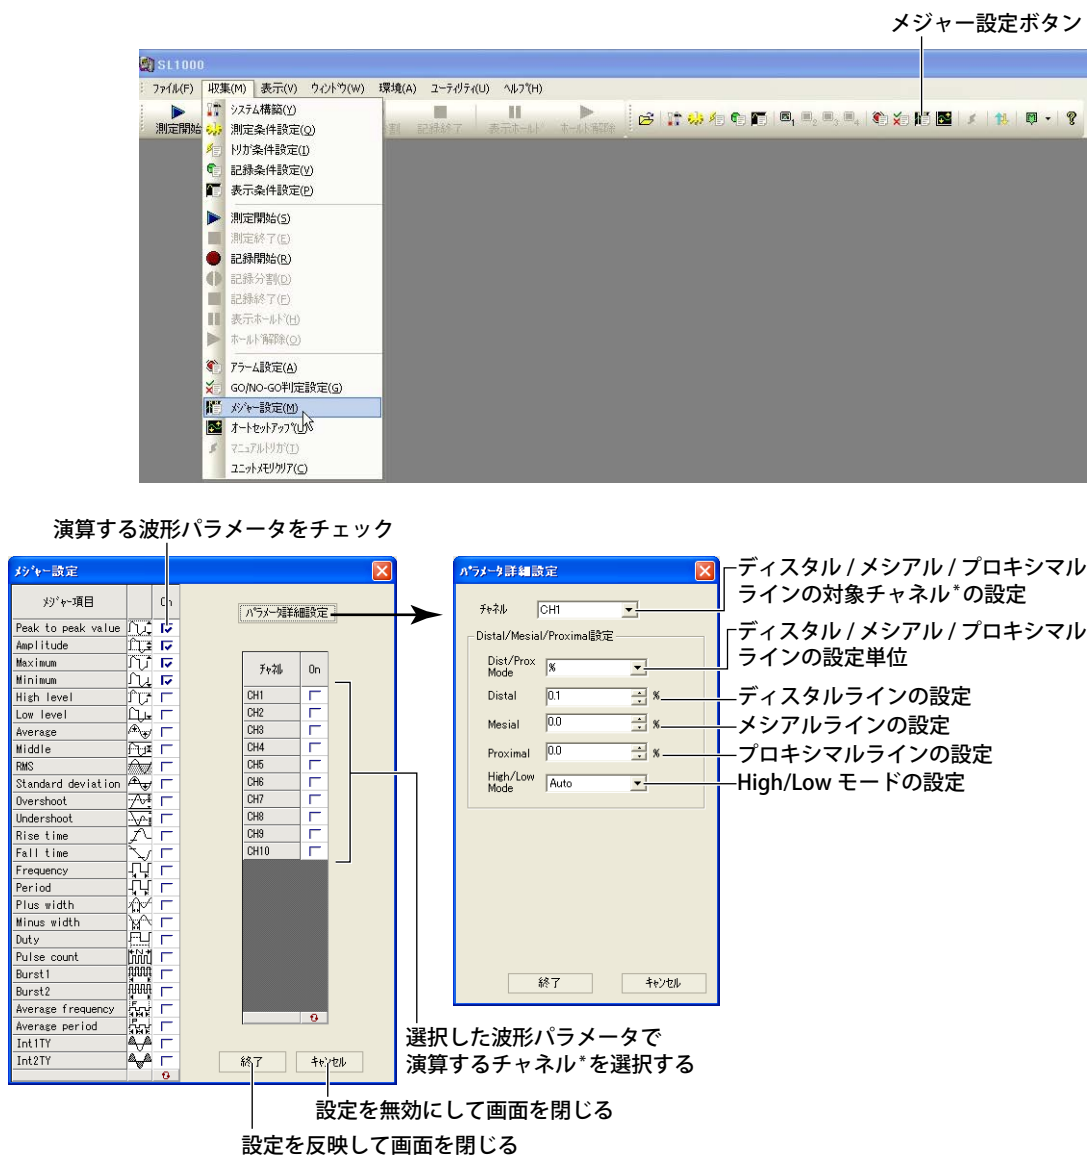 メジャー設定ボタン
SL1000
ファイル(F) 収集(M) 表示(V) ウィンドウ(W) 環境(A) ユーティリティ(U) ヘルプ(H)
測定開始 割 記録終了 表示ホールド ホールド解除
システム構築(Y)
測定条件設定(O)
トリガ条件設定(I)
記録条件設定(V)
表示条件設定(P)
測定開始(S)
測定終了(E)
記録開始(R)
記録分割(D)
記録終了(F)
表示ホールド(H)
ホールド解除(O)
アラーム設定(A)
GO/NO-GO判定設定(G)
メジャー設定(M)
オートセットアップ(U)
マニュアルトリガ(T)
ユニットメモリクリア(C)
演算する波形パラメータをチェック
メジャー設定
メジャー項目 On
Peak to peak value
Amplitude
Maximum
Minimum
High level
Low level
Average
Middle
RMS
Standard deviation
Overshoot
Undershoot
Rise time
Fall time
Frequency
Period
Plus width
Minus width
Duty
Pulse count
Burst1
Burst2
Average frequency
Average period
Int1TY
Int2TY
パラメータ詳細設定
チャネル On
CH1
CH2
CH3
CH4
CH5
CH6
CH7
CH8
CH9
CH10
終了 キャンセル
パラメータ詳細設定
チャネル CH1
Distal/Mesial/Proximal設定
Dist/Prox
Mode %
Distal 0.1 %
Mesial 0.0 %
Proximal 0.0 %
High/Low
Mode Auto
終了 キャンセル
ディスタル / メシアル / プロキシマル
ラインの対象チャネル*の設定
ディスタル / メシアル / プロキシマル
ラインの設定単位
ディスタルラインの設定
メシアルラインの設定
プロキシマルラインの設定
High/Low モードの設定
選択した波形パラメータで
演算するチャネル*を選択する
設定を無効にして画面を閉じる
設定を反映して画面を閉じる